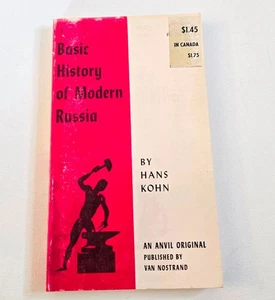 Basic
History
of Modern
Russia
$1.45
IN CANADA
$1.75
BY
HANS
KOHN
AN ANVIL ORIGINAL
PUBLISHED BY
VAN NOSTRAND